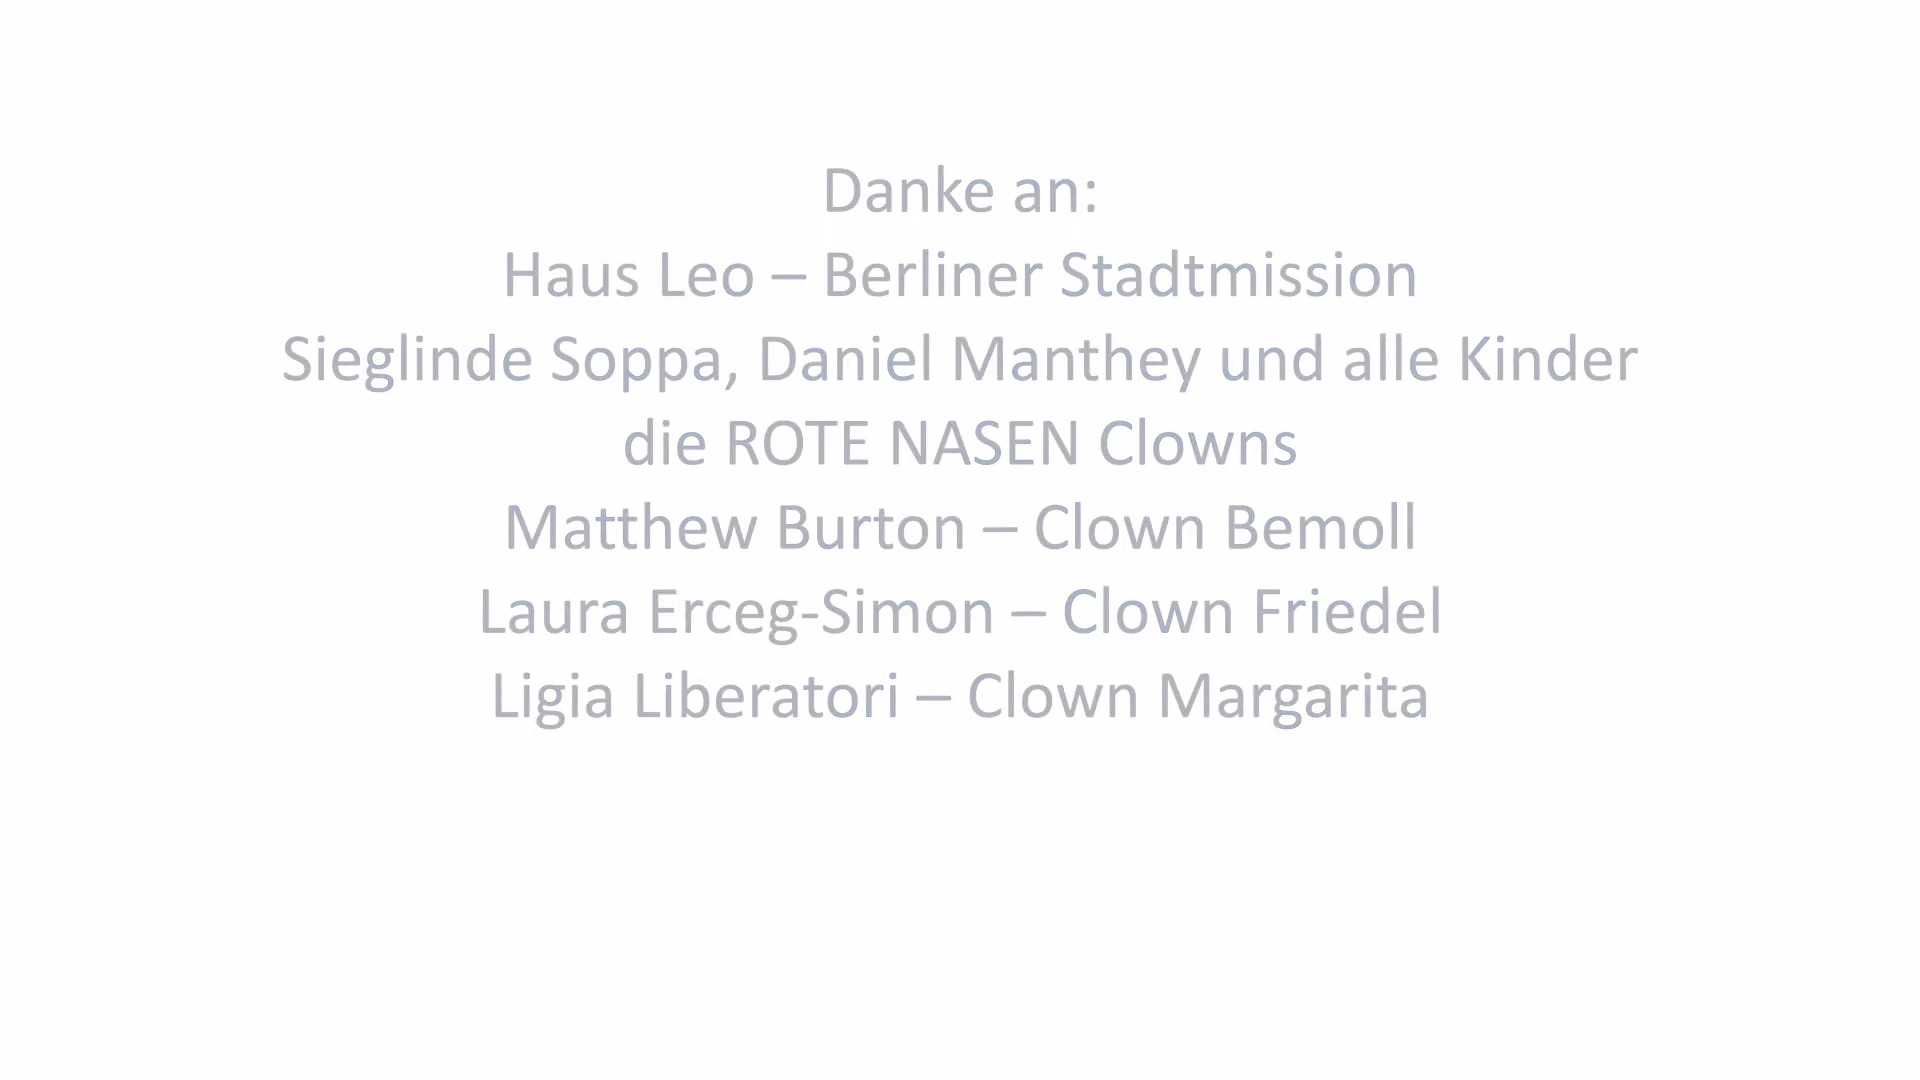 Danke an:
Haus Leo – Berliner Stadtmission
Sieglinde Soppa, Daniel Manthey und alle Kinder
die ROTE NASEN Clowns
Matthew Burton – Clown Bemoll
Laura Erceg-Simon – Clown Friedel
Ligia Liberatori – Clown Margarita